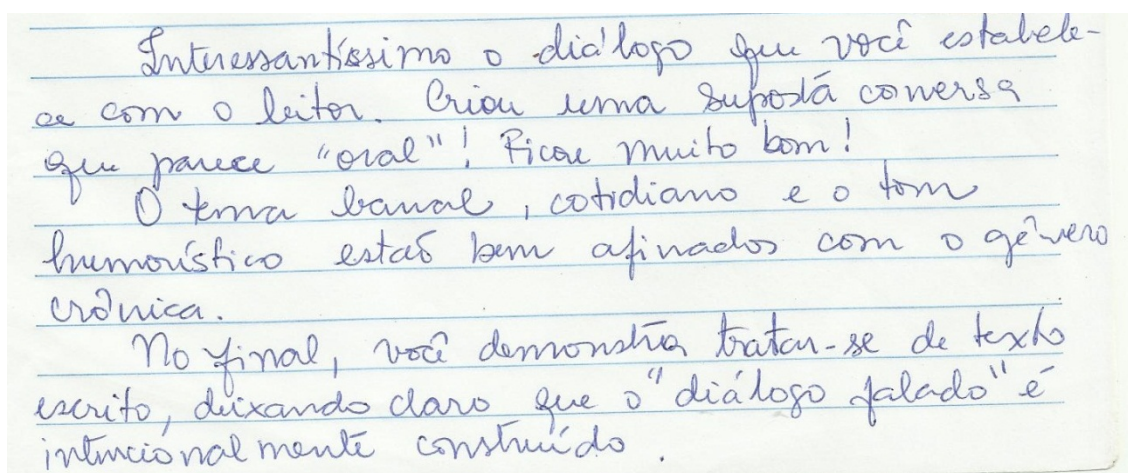 Interessantíssimo o diálogo que você estabele-
ce com o leitor. Criou uma suposta conversa
que parece "oral"! Ficou muito bom!
O tema banal, cotidiano e o tom
humorístico estão bem afinados com o gênero
crônica.
No final, você demonstra tratar-se de texto
escrito, deixando claro que o "diálogo falado" é
intencionalmente construído.